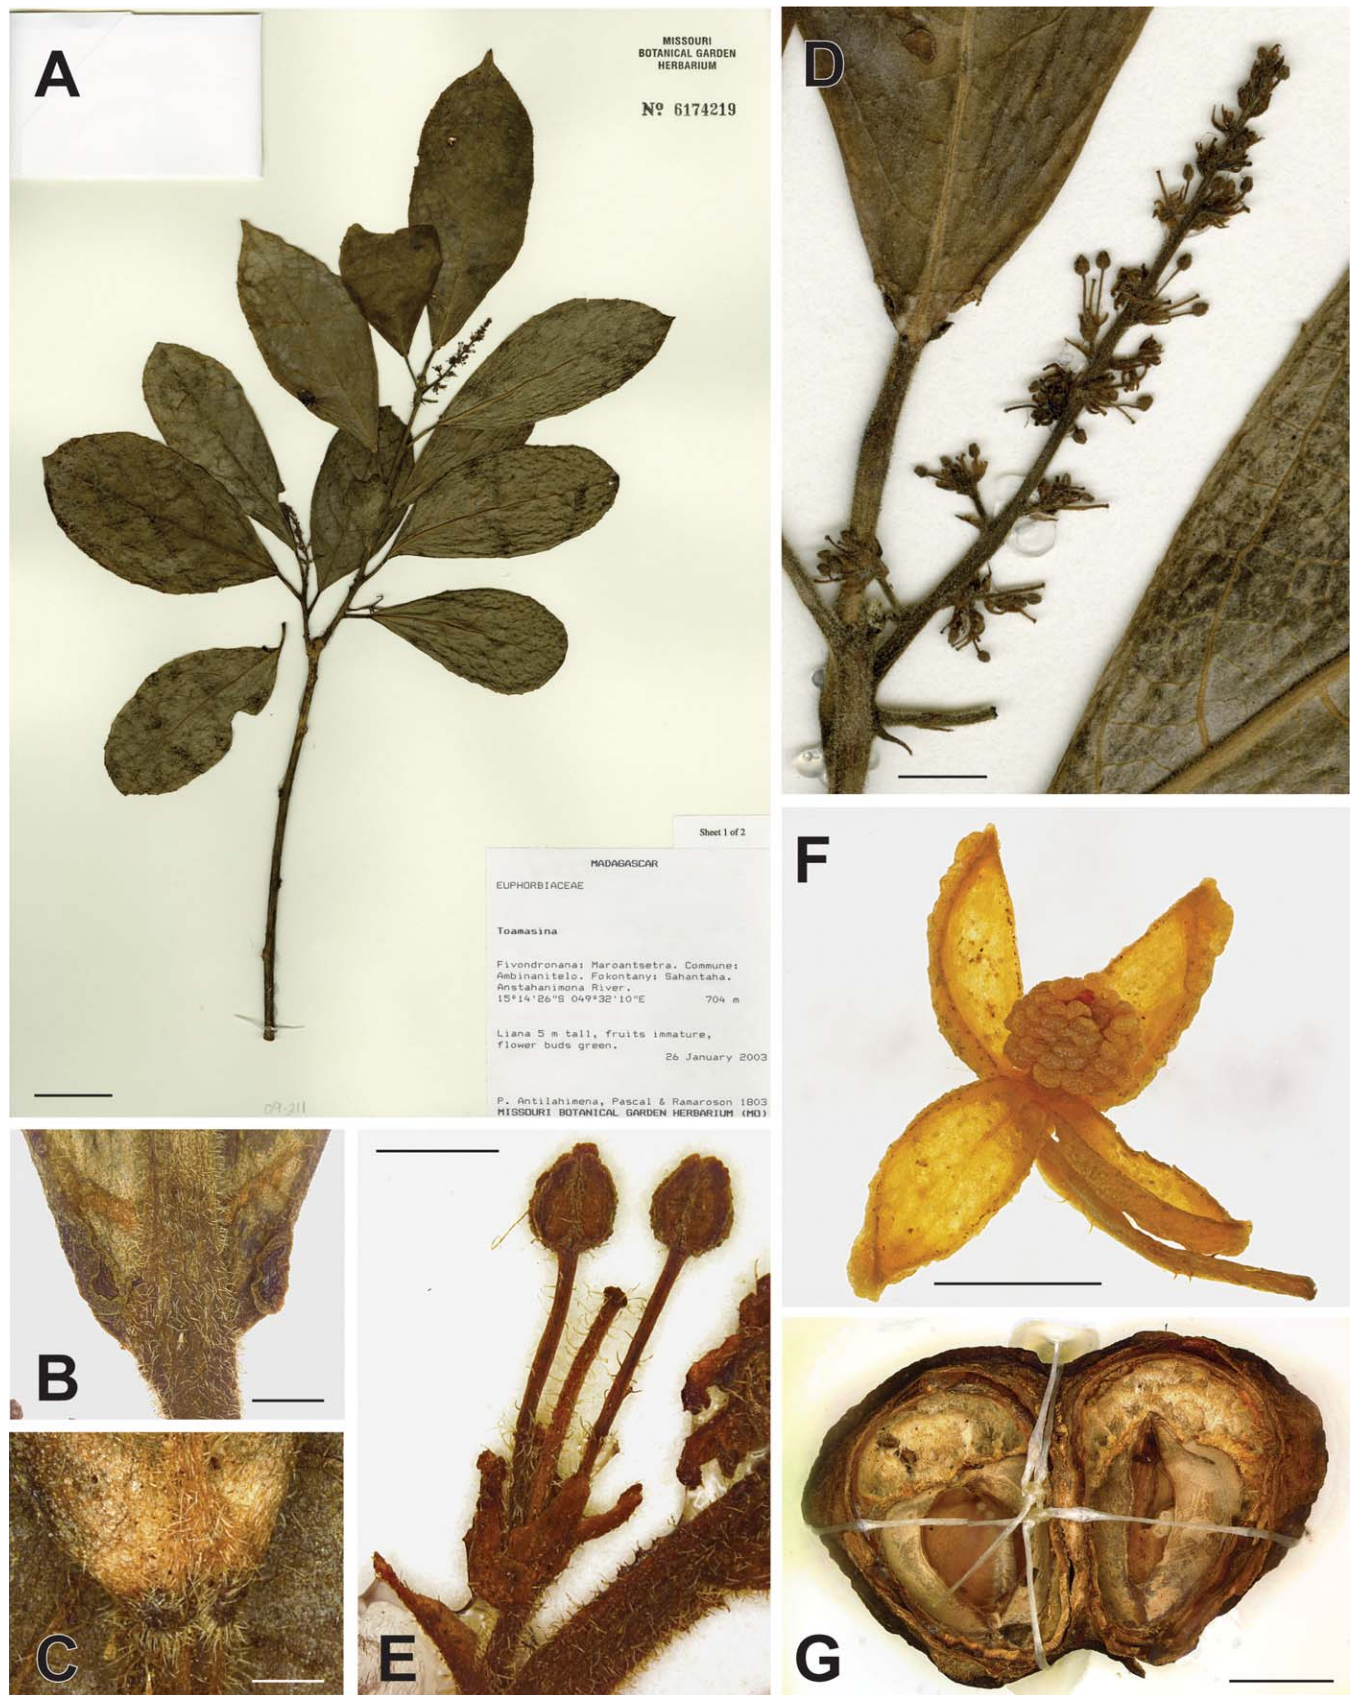 A
MISSOURI
BOTANICAL GARDEN
HERBARIUM
Nº 6174219
D
Sheet 1 of 2
MADAGASCAR
EUPHORBIACEAE
Toamasina
Fivondronana: Maroantsetra. Commune:
Ambinanitelo. Fokontany: Sahantaha.
Anstahanimona River.
15°14'26"S 049°32'10"E 704 m
Liana 5 m tall, fruits immature,
flower buds green.
26 January 2003
P. Antilahimena, Pascal & Ramaroson 1803
MISSOURI BOTANICAL GARDEN HERBARIUM (MO)
09-211
F
B
C
E
G